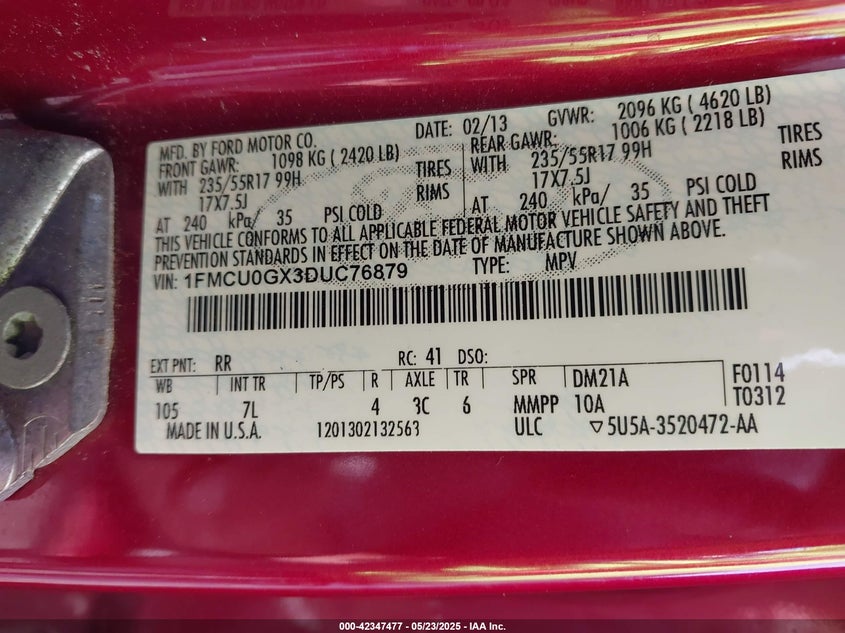 MFD. BY FORD MOTOR CO.
DATE: 02/13 GVWR: 2096 KG ( 4620 LB)
FRONT GAWR: 1098 KG ( 2420 LB) REAR GAWR: 1006 KG ( 2218 LB)
WITH 235/55R17 99H TIRES WITH 235/55R17 99H TIRES
17X7.5J RIMS 17X7.5J RIMS
AT 240 kPa/ 35 PSI COLD AT 240 kPa/ 35 PSI COLD
THIS VEHICLE CONFORMS TO ALL APPLICABLE FEDERAL MOTOR VEHICLE SAFETY AND THEFT
PREVENTION STANDARDS IN EFFECT ON THE DATE OF MANUFACTURE SHOWN ABOVE.
VIN: 1FMCU0GX3DUC76879 TYPE: MPV
EXT PNT: RR RC: 41 DSO:
WB INT TR TP/PS R AXLE TR SPR DM21A F0114
105 7L 4 3C 6 MMPP 10A T0312
MADE IN U.S.A. 1201302132563 ULC ▽5U5A-3520472-AA
000-42347477 - 05/23/2025 - IAA Inc.